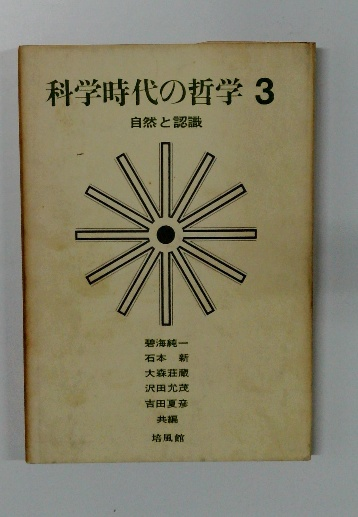 科学時代の哲学 3
自然と認識
碧海純一
石本 新
大森荘蔵
沢田允茂
吉田夏彦
共編
培風館